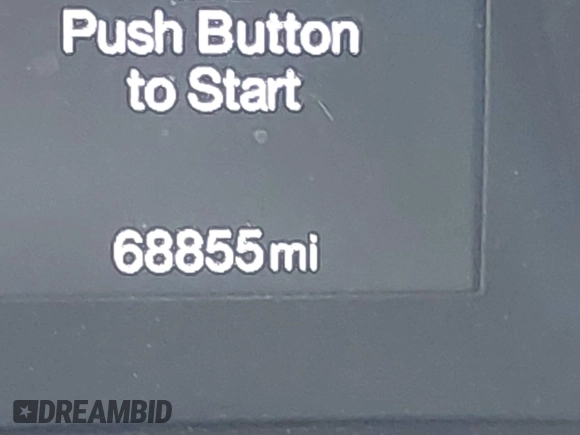 Push Button
to Start
68855mi
DREAMBID